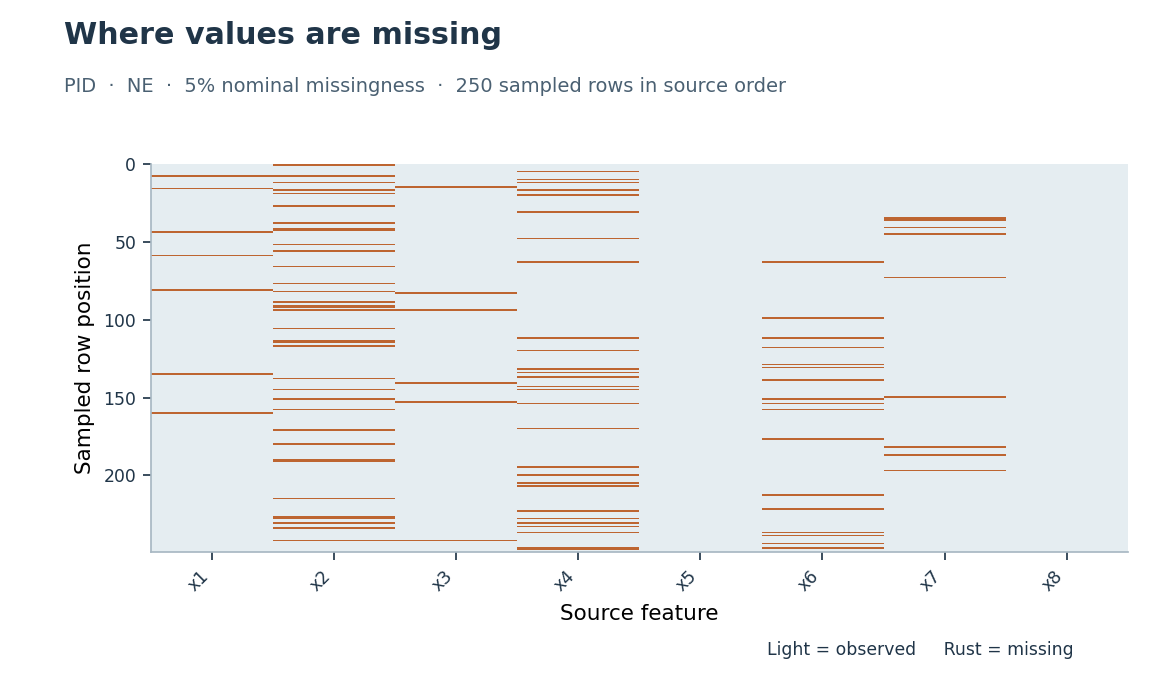 Where values are missing
PID · NE · 5% nominal missingness · 250 sampled rows in source order
0
50
100
150
200
Sampled row position
x1
x2
x3
x4
x5
x6
x7
x8
Source feature
Light = observed Rust = missing